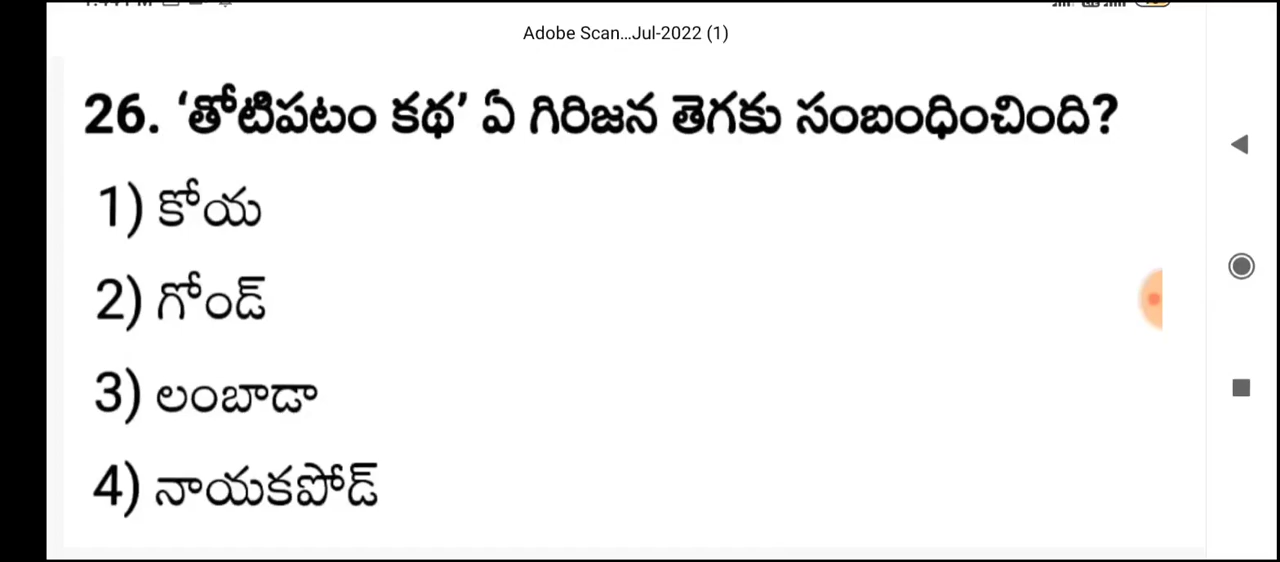 Adobe Scan...Jul-2022 (1)
26. ‘తోటిపటం కథ’ ఏ గిరిజన తెగకు సంబంధించింది?
1) కోయ
2) గోండ్
3) లంబాడా
4) నాయకపోడ్